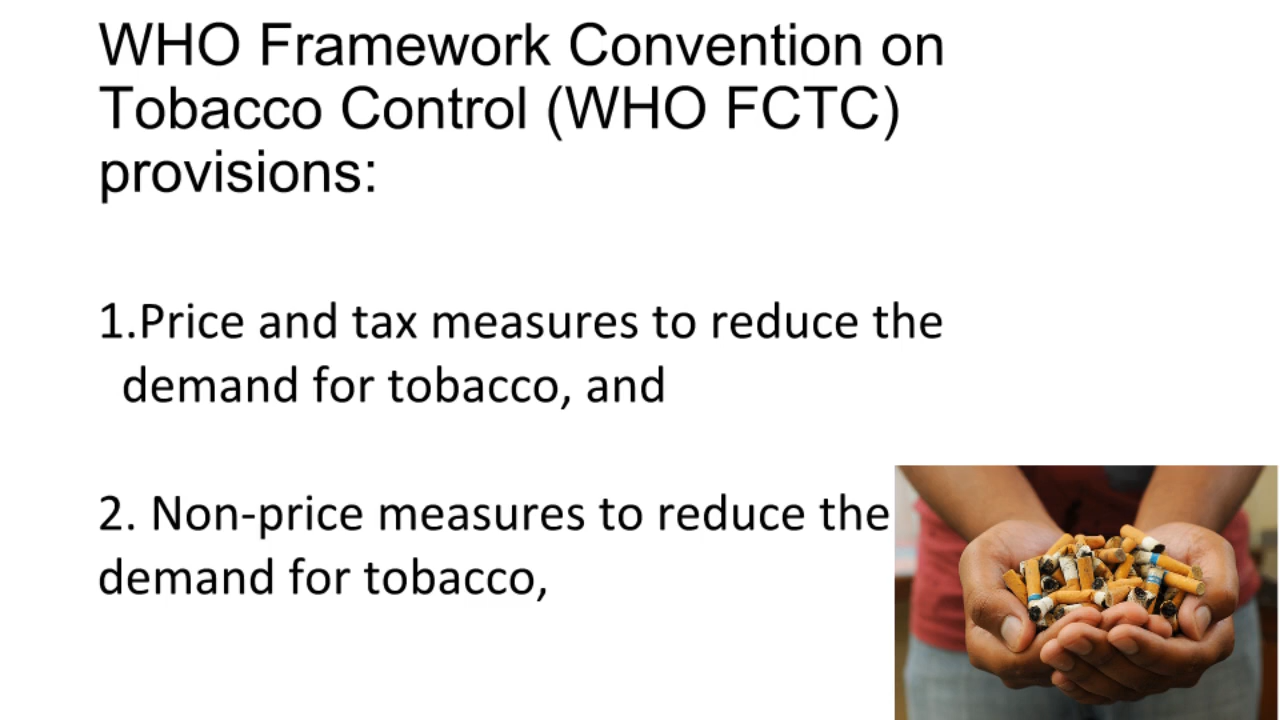 WHO Framework Convention on
Tobacco Control (WHO FCTC)
provisions:
1.Price and tax measures to reduce the
demand for tobacco, and
2. Non-price measures to reduce the
demand for tobacco,